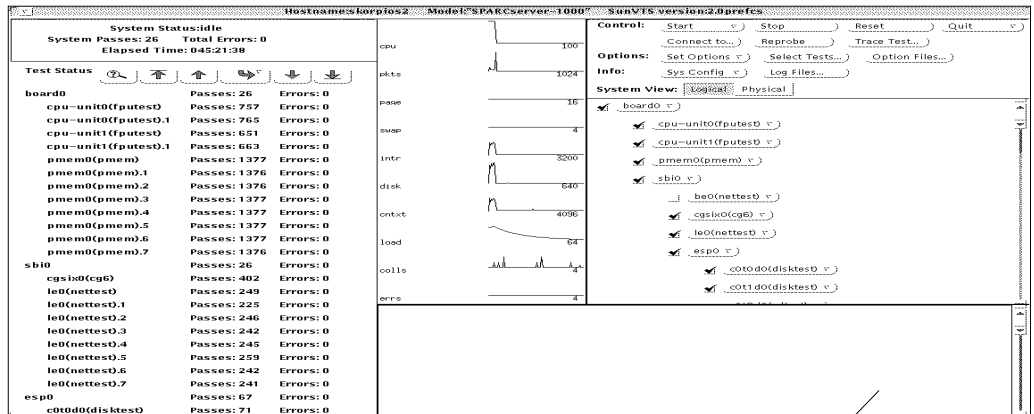 Hostname:skorpios2 Model:"SPARCserver-1000" SunVTS version:2.0prefcs
System Status:idle
System Passes: 26 Total Errors: 0
Elapsed Time: 045:21:38
Test Status
board0 Passes: 26 Errors: 0
cpu-unit0(fputest) Passes: 757 Errors: 0
cpu-unit0(fputest).1 Passes: 765 Errors: 0
cpu-unit1(fputest) Passes: 651 Errors: 0
cpu-unit1(fputest).1 Passes: 663 Errors: 0
pmem0(pmem) Passes: 1377 Errors: 0
pmem0(pmem).1 Passes: 1376 Errors: 0
pmem0(pmem).2 Passes: 1376 Errors: 0
pmem0(pmem).3 Passes: 1377 Errors: 0
pmem0(pmem).4 Passes: 1377 Errors: 0
pmem0(pmem).5 Passes: 1377 Errors: 0
pmem0(pmem).6 Passes: 1377 Errors: 0
pmem0(pmem).7 Passes: 1376 Errors: 0
sbi0 Passes: 26 Errors: 0
cgsix0(cg6) Passes: 402 Errors: 0
le0(nettest) Passes: 249 Errors: 0
le0(nettest).1 Passes: 225 Errors: 0
le0(nettest).2 Passes: 246 Errors: 0
le0(nettest).3 Passes: 242 Errors: 0
le0(nettest).4 Passes: 245 Errors: 0
le0(nettest).5 Passes: 259 Errors: 0
le0(nettest).6 Passes: 242 Errors: 0
le0(nettest).7 Passes: 241 Errors: 0
esp0 Passes: 67 Errors: 0
c0t0d0(disktest) Passes: 71 Errors: 0
cpu 100
pkts 1024
page 16
swap 4
intr 3200
disk 640
cntxt 4096
load 64
colls 4
errs 4
Control: Start Stop Reset Quit
Connect to... Reprobe Trace Test...
Options: Set Options Select Tests... Option Files...
Info: Sys Config Log Files...
System View: Logical Physical
board0
cpu-unit0(fputest)
cpu-unit1(fputest)
pmem0(pmem)
sbi0
be0(nettest)
cgsix0(cg6)
le0(nettest)
esp0
c0t0d0(disktest)
c0t1d0(disktest)